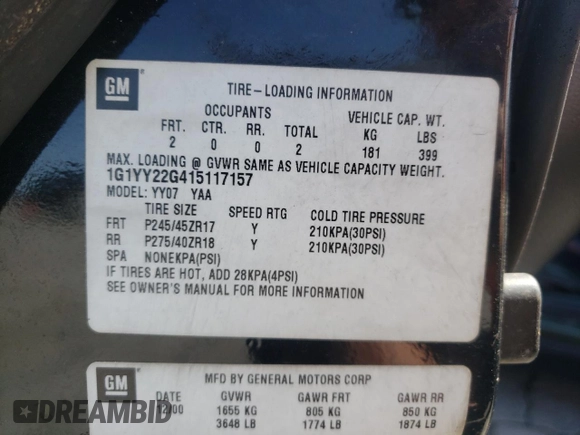 GM
TIRE-LOADING INFORMATION
OCCUPANTS VEHICLE CAP. WT.
FRT. CTR. RR. TOTAL KG LBS
2 0 0 2 181 399
MAX. LOADING @ GVWR SAME AS VEHICLE CAPACITY WEIGHT.
1G1YY22G415117157
MODEL: YY07 YAA
TIRE SIZE SPEED RTG COLD TIRE PRESSURE
FRT P245/45ZR17 Y 210KPA(30PSI)
RR P275/40ZR18 Y 210KPA(30PSI)
SPA NONEKPA(PSI)
IF TIRES ARE HOT, ADD 28KPA(4PSI)
SEE OWNER'S MANUAL FOR MORE INFORMATION
GM
MFD BY GENERAL MOTORS CORP
DATE GVWR GAWR FRT GAWR RR
12/00 1655 KG 805 KG 850 KG
3648 LB 1774 LB 1874 LB
DREAMBID